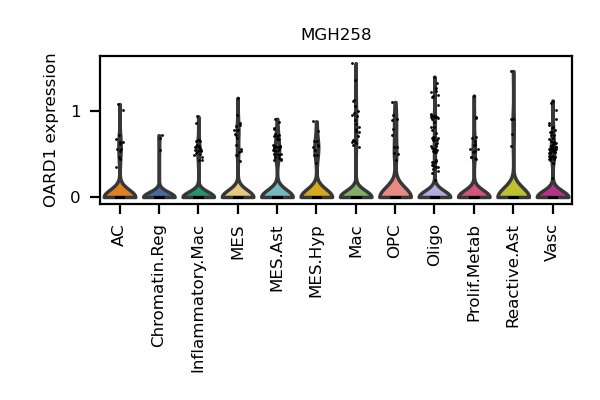 MGH258
OARD1 expression
1
0
AC
Chromatin.Reg
Inflammatory.Mac
MES
MES.Ast
MES.Hyp
Mac
OPC
Oligo
Prolif.Metab
Reactive.Ast
Vasc